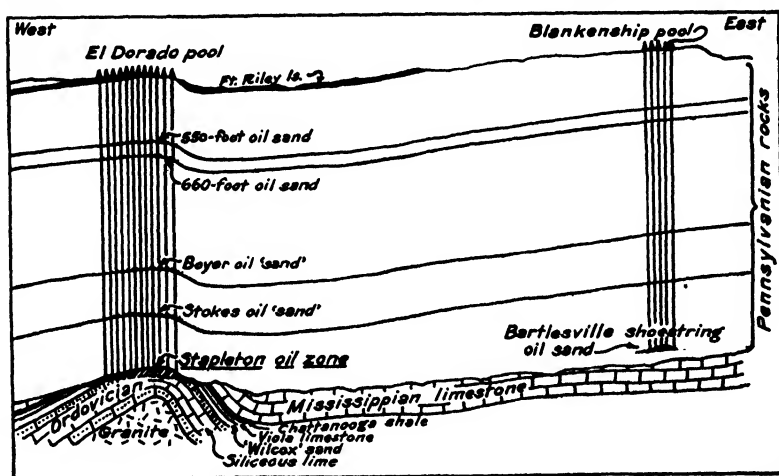 West
East
El Dorado pool
Blankenship pool
Ft. Riley ls.
550-foot oil sand
660-foot oil sand
Boyer oil 'sand'
Stokes oil 'sand'
Stapleton oil zone
Bartlesville shoestring
oil sand
Pennsylvanian rocks
Mississippian limestone
Ordovician
Granite
Chattanooga shale
Viola limestone
'Wilcox' sand
Siliceous lime